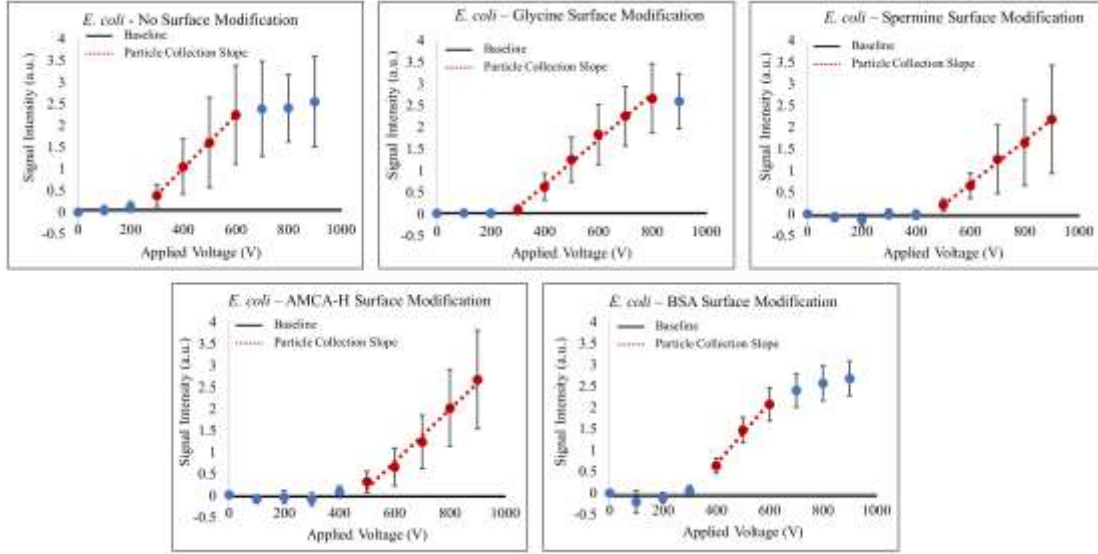 E. coli - No Surface Modification
Baseline
Particle Collection Slope
Signal Intensity (a.u.)
4
3.5
3
2.5
2
1.5
1
0.5
0
-0.5
0 200 400 600 800 1000
Applied Voltage (V)
E. coli – Glycine Surface Modification
Baseline
Particle Collection Slope
Signal Intensity (a.u.)
4
3.5
3
2.5
2
1.5
1
0.5
0
-0.5
0 200 400 600 800 1000
Applied Voltage (V)
E. coli – Spermine Surface Modification
Baseline
Particle Collection Slope
Signal Intensity (a.u.)
4
3.5
3
2.5
2
1.5
1
0.5
0
-0.5
0 200 400 600 800 1000
Applied Voltage (V)
E. coli – AMCA-H Surface Modification
Baseline
Particle Collection Slope
Signal Intensity (a.u.)
4
3.5
3
2.5
2
1.5
1
0.5
0
-0.5
0 200 400 600 800 1000
Applied Voltage (V)
E. coli – BSA Surface Modification
Baseline
Particle Collection Slope
Signal Intensity (a.u.)
4
3.5
3
2.5
2
1.5
1
0.5
0
-0.5
0 200 400 600 800 1000
Applied Voltage (V)